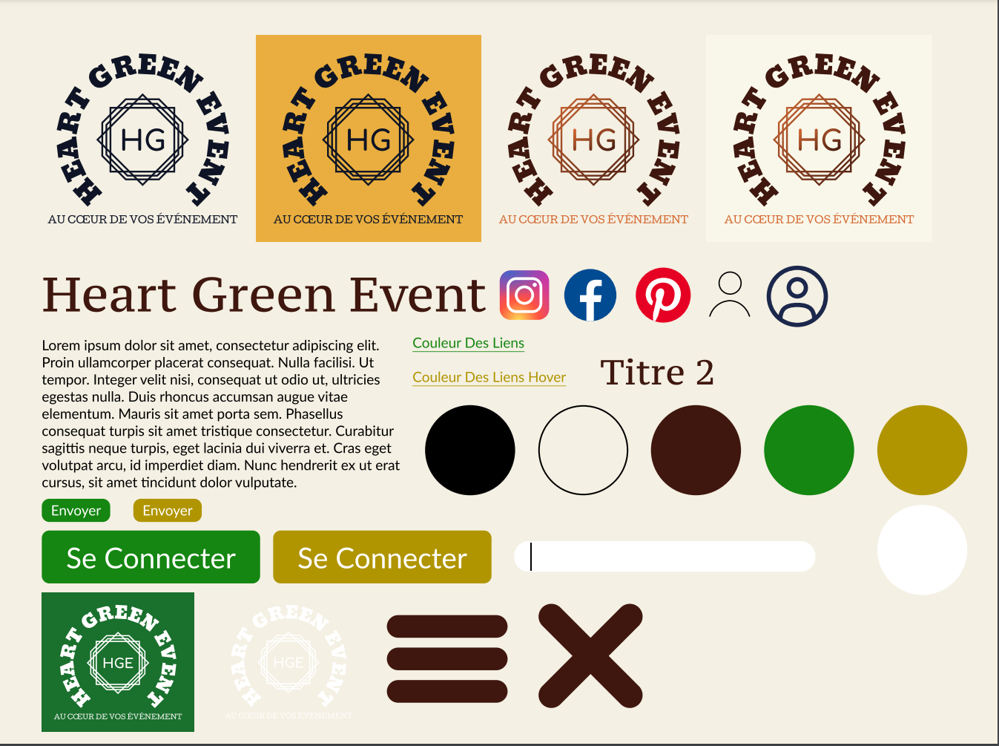 HEART GREEN EVENT
HG
AU CŒUR DE VOS ÉVÉNEMENT
HEART GREEN EVENT
HG
AU CŒUR DE VOS ÉVÉNEMENT
HEART GREEN EVENT
HG
AU CŒUR DE VOS ÉVÉNEMENT
HEART GREEN EVENT
HG
AU CŒUR DE VOS ÉVÉNEMENT
Heart Green Event
Lorem ipsum dolor sit amet, consectetur adipiscing elit.
Proin ullamcorper placerat consequat. Nulla facilisi. Ut
tempor. Integer velit nisi, consequat ut odio ut, ultricies
egestas nulla. Duis rhoncus accumsan augue vitae
elementum. Mauris sit amet porta sem. Phasellus
consequat turpis sit amet tristique consectetur. Curabitur
sagittis neque turpis, eget lacinia dui viverra et. Cras eget
volutpat arcu, id imperdiet diam. Nunc hendrerit ex ut erat
cursus, sit amet tincidunt dolor vulputate.
Couleur Des Liens
Couleur Des Liens Hover
Titre 2
Envoyer
Envoyer
Se Connecter
Se Connecter
HEART GREEN EVENT
HGE
AU CŒUR DE VOS ÉVÉNEMENT
HEART GREEN EVENT
HGE
AU CŒUR DE VOS ÉVÉNEMENT